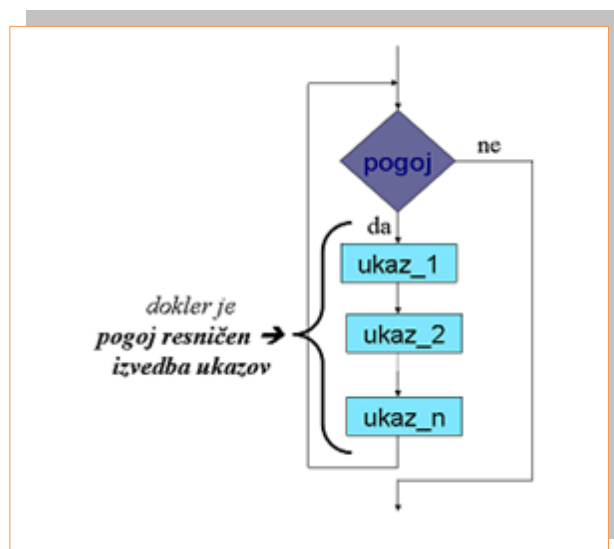 pogoj
ne
da
ukaz_1
dokler je
pogoj resničen →
izvedba ukazov
ukaz_2
ukaz_n